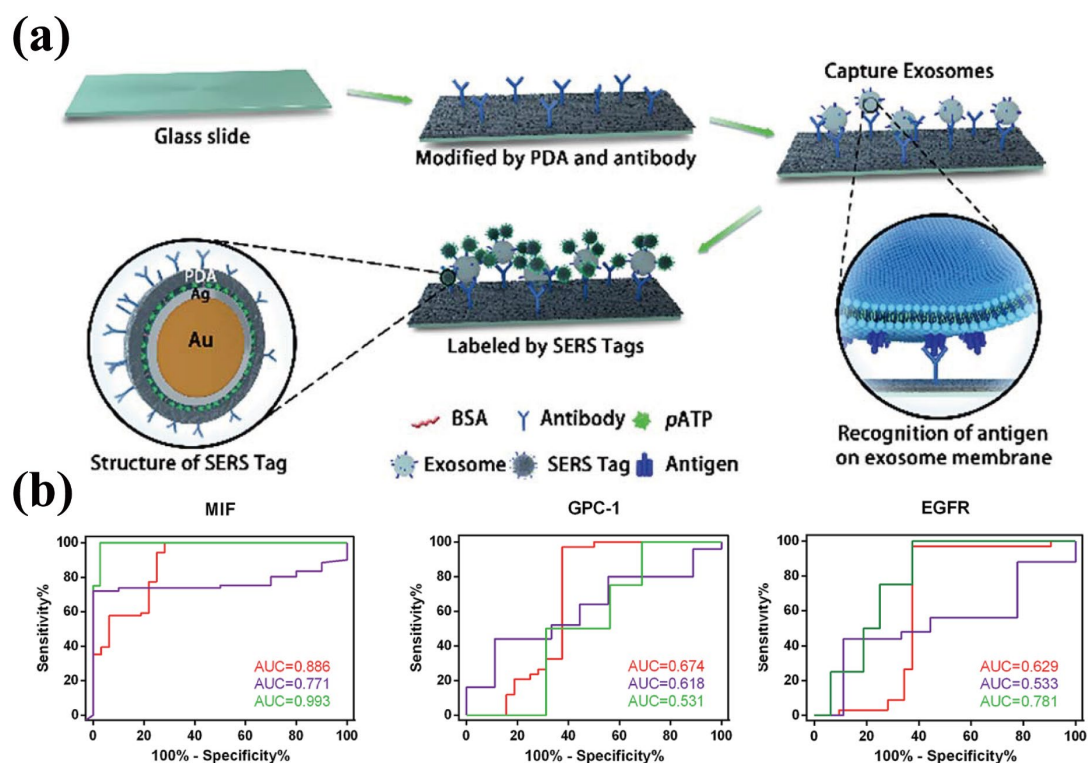 (a)
Glass slide
Modified by PDA and antibody
Capture Exosomes
PDA
Ag
Au
Structure of SERS Tag
Labeled by SERS Tags
Recognition of antigen
on exosome membrane
BSA Antibody pATP
Exosome SERS Tag Antigen
(b)
MIF
Sensitivity%
100
80
60
40
20
0
AUC=0.886
AUC=0.771
AUC=0.993
0 20 40 60 80 100
100% - Specificity%
GPC-1
Sensitivity%
100
80
60
40
20
0
AUC=0.674
AUC=0.618
AUC=0.531
0 20 40 60 80 100
100% - Specificity%
EGFR
Sensitivity%
100
80
60
40
20
0
AUC=0.629
AUC=0.533
AUC=0.781
0 20 40 60 80 100
100% - Specificity%